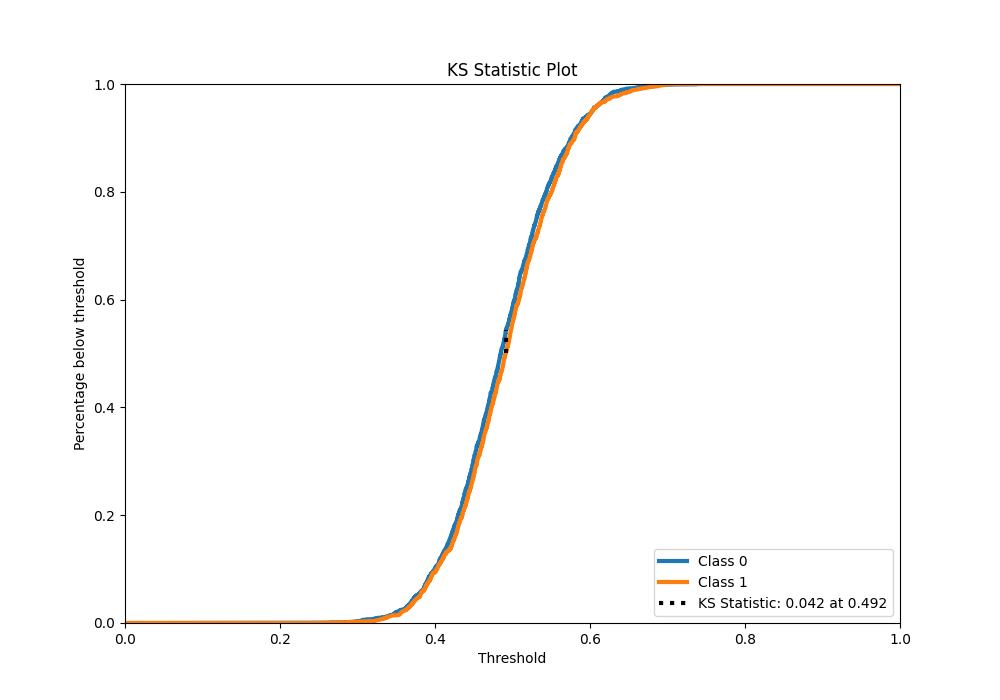 KS Statistic Plot
1.0
0.8
0.6
0.4
0.2
0.0
Percentage below threshold
0.0
0.2
0.4
0.6
0.8
1.0
Threshold
Class 0
Class 1
KS Statistic: 0.042 at 0.492